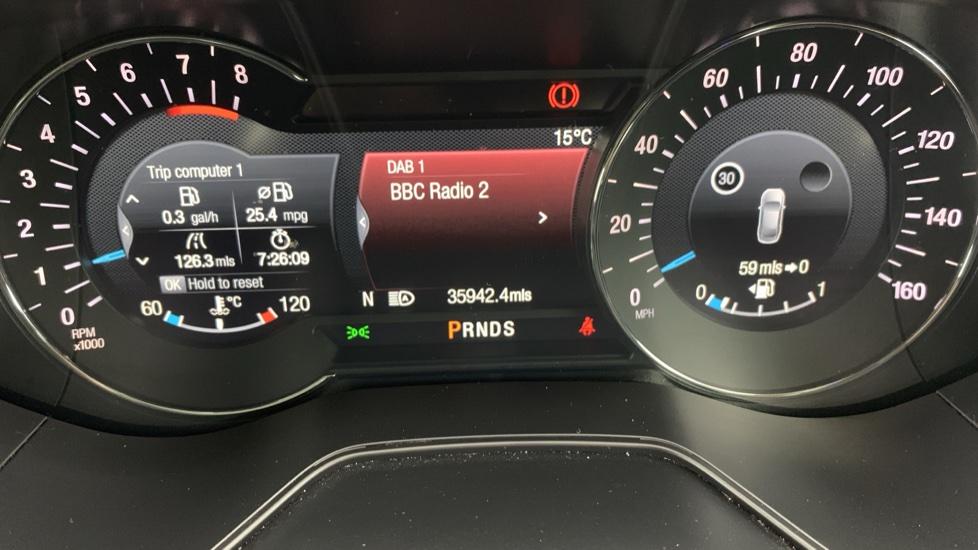 0
1
2
3
4
5
6
7
8
RPM
x1000
Trip computer 1
0.3 gal/h
25.4 mpg
126.3 mls
7:26:09
OK Hold to reset
60 °C 120
15°C
DAB 1
BBC Radio 2
N 35942.4mls
PRNDS
0
20
40
60
80
100
120
140
160
MPH
30
59 mls 0
0 1